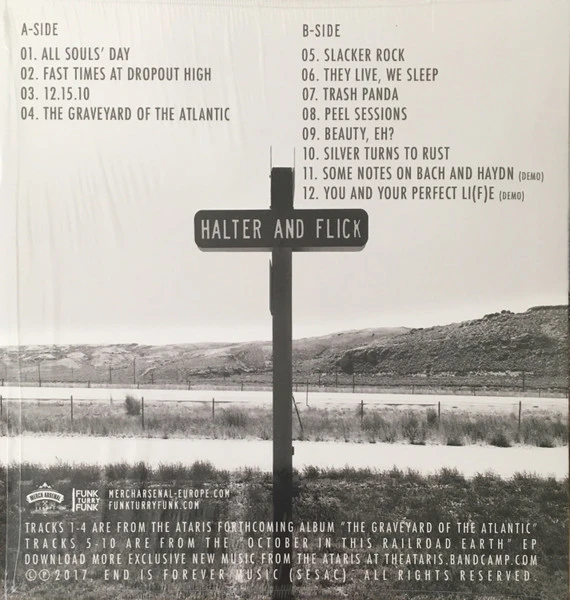 A-SIDE
01. ALL SOULS' DAY
02. FAST TIMES AT DROPOUT HIGH
03. 12.15.10
04. THE GRAVEYARD OF THE ATLANTIC
B-SIDE
05. SLACKER ROCK
06. THEY LIVE, WE SLEEP
07. TRASH PANDA
08. PEEL SESSIONS
09. BEAUTY, EH?
10. SILVER TURNS TO RUST
11. SOME NOTES ON BACH AND HAYDN (DEMO)
12. YOU AND YOUR PERFECT LI(F)E (DEMO)
HALTER AND FLICK
MERCH ARSENAL
FUNK
TURRY
FUNK
MERCHARSENAL-EUROPE.COM
FUNKTURRYFUNK.COM
TRACKS 1-4 ARE FROM THE ATARIS FORTHCOMING ALBUM "THE GRAVEYARD OF THE ATLANTIC"
TRACKS 5-10 ARE FROM THE "OCTOBER IN THIS RAILROAD EARTH" EP
DOWNLOAD MORE EXCLUSIVE NEW MUSIC FROM THE ATARIS AT THEATARIS.BANDCAMP.COM
©℗ 2017. END IS FOREVER MUSIC (SESAC). ALL RIGHTS RESERVED.